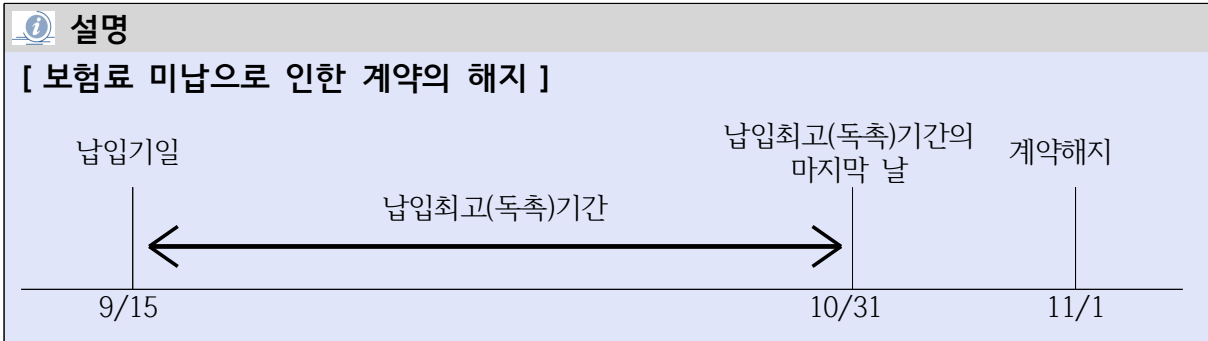 설명
[ 보험료 미납으로 인한 계약의 해지 ]
납입기일
납입최고(독촉)기간의
마지막 날
계약해지
납입최고(독촉)기간
9/15
10/31
11/1